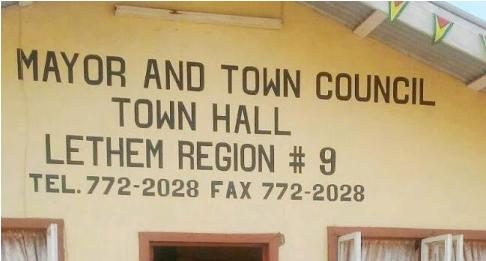 MAYOR AND TOWN COUNCIL
TOWN HALL
LETHEM REGION # 9
TEL. 772-2028 FAX 772-2028